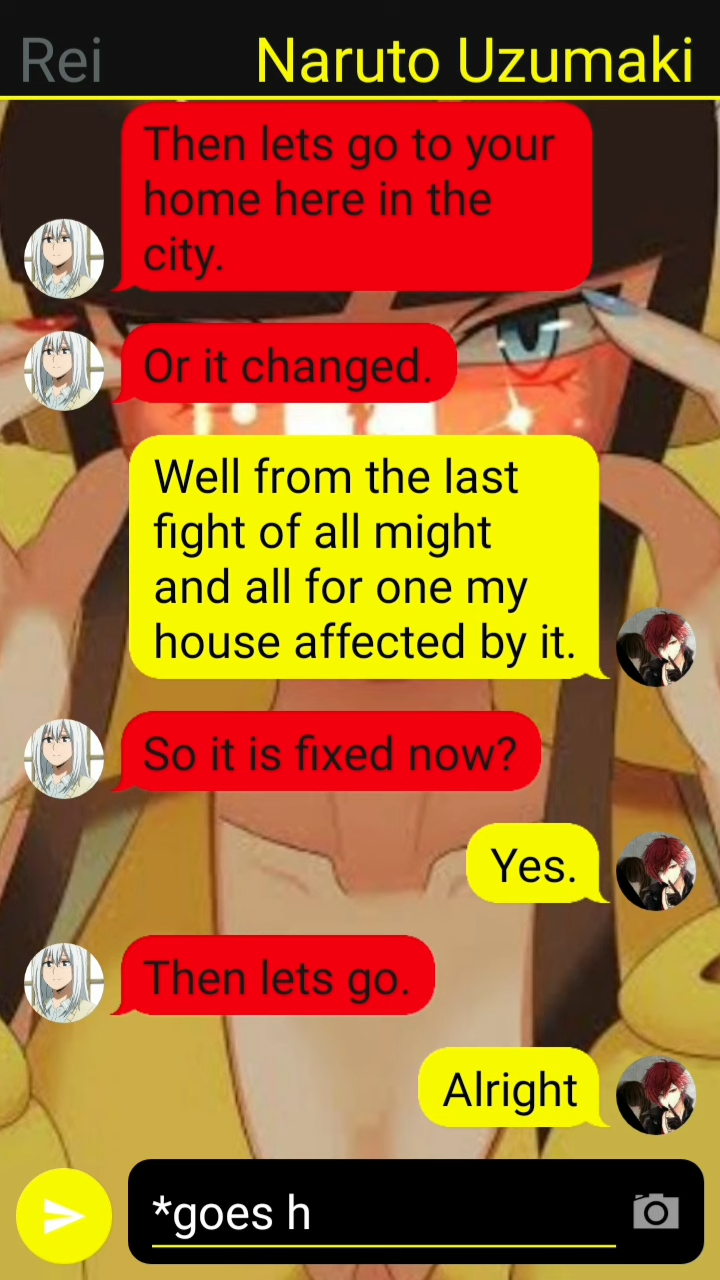 Rei Naruto Uzumaki
Then lets go to your
home here in the
city.
Or it changed.
Well from the last
fight of all might
and all for one my
house affected by it.
So it is fixed now?
Yes.
Then lets go.
Alright
*goes h